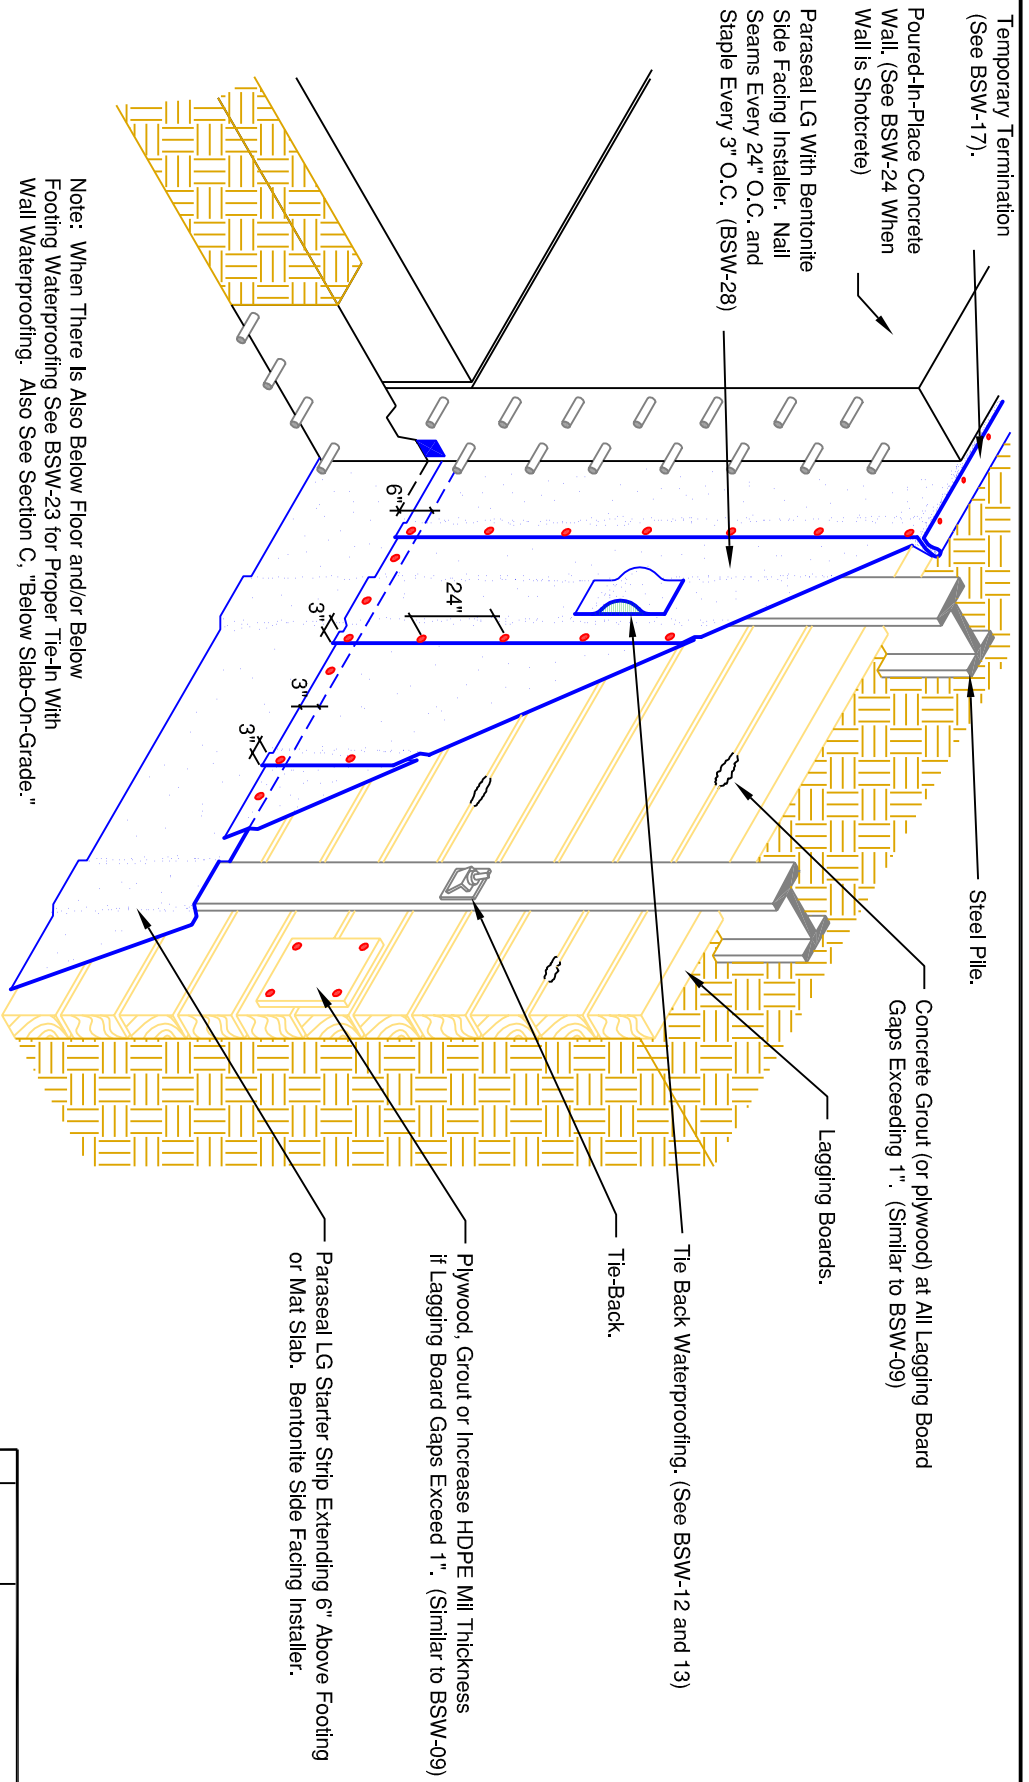 Temporary Termination
(See BSW-17).
Poured-In-Place Concrete
Wall. (See BSW-24 When
Wall is Shotcrete)
Paraseal LG With Bentonite
Side Facing Installer. Nail
Seams Every 24" O.C. and
Staple Every 3" O.C. (BSW-28)
Steel Pile.
Concrete Grout (or plywood) at All Lagging Board
Gaps Exceeding 1". (Similar to BSW-09)
Lagging Boards.
Tie Back Waterproofing. (See BSW-12 and 13)
Tie-Back.
Plywood, Grout or Increase HDPE Mil Thickness
if Lagging Board Gaps Exceed 1". (Similar to BSW-09)
Paraseal LG Starter Strip Extending 6" Above Footing
or Mat Slab. Bentonite Side Facing Installer.
6"
24"
3"
3"
3"
Note: When There Is Also Below Floor and/or Below
Footing Waterproofing See BSW-23 for Proper Tie-In With
Wall Waterproofing. Also See Section C, "Below Slab-On-Grade."